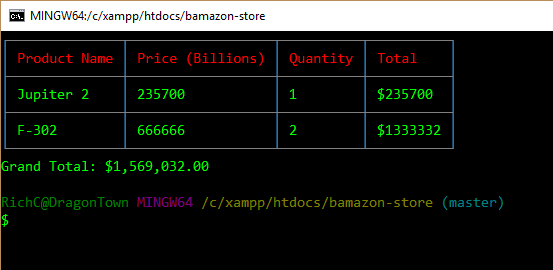 MINGW64:/c/xampp/htdocs/bamazon-store
Product Name Price (Billions) Quantity Total
Jupiter 2 235700 1 $235700
F-302 666666 2 $1333332
Grand Total: $1,569,032.00
RichC@DragonTown MINGW64 /c/xampp/htdocs/bamazon-store (master)
$